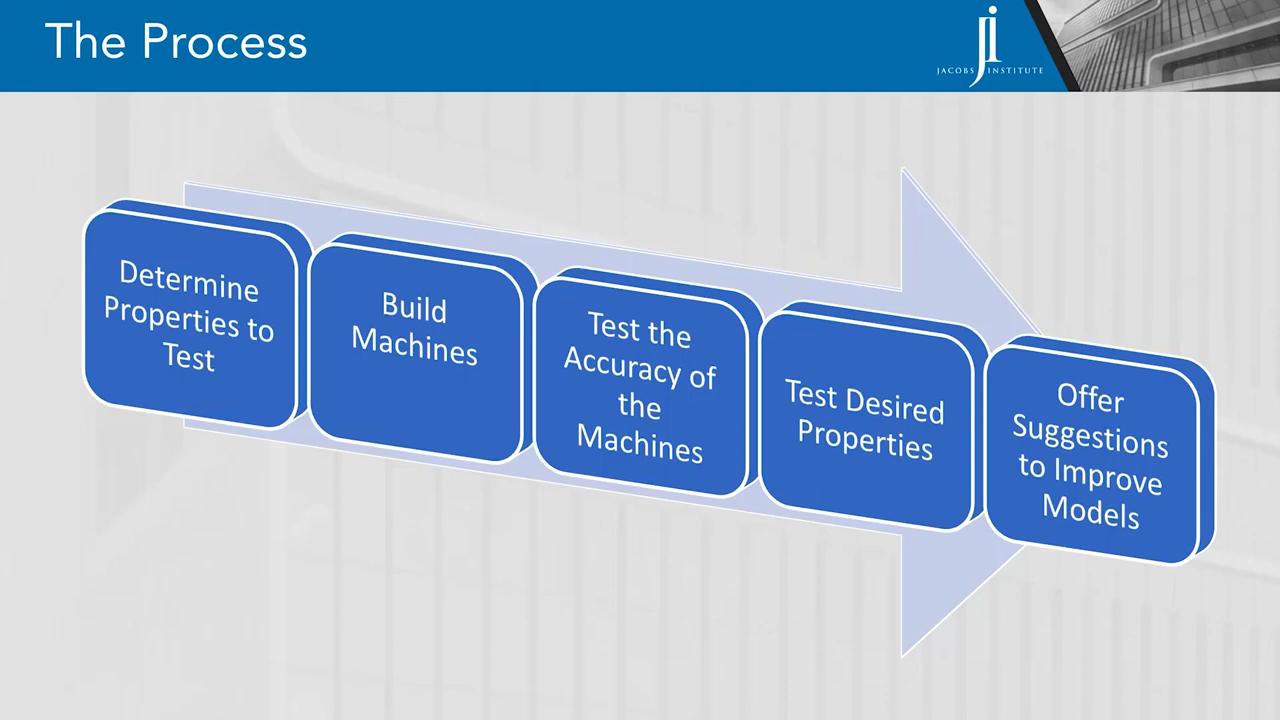 The Process
JACOBS INSTITUTE
Determine
Properties to
Test
Build
Machines
Test the
Accuracy of
the
Machines
Test Desired
Properties
Offer
Suggestions
to Improve
Models